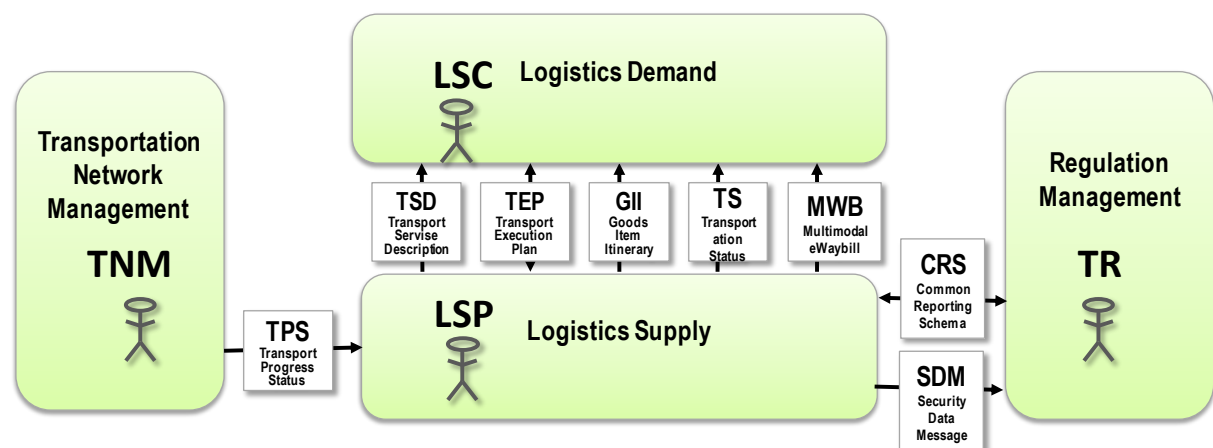 LSC Logistics Demand
Transportation
Network
Management
TNM
Regulation
Management
TR
TSD
Transport
Servise
Description
TEP
Transport
Execution
Plan
GII
Goods
Item
Itinerary
TS
Transport
ation
Status
MWB
Multimodal
eWaybill
CRS
Common
Reporting
Schema
LSP Logistics Supply
TPS
Transport
Progress
Status
SDM
Security
Data
Message